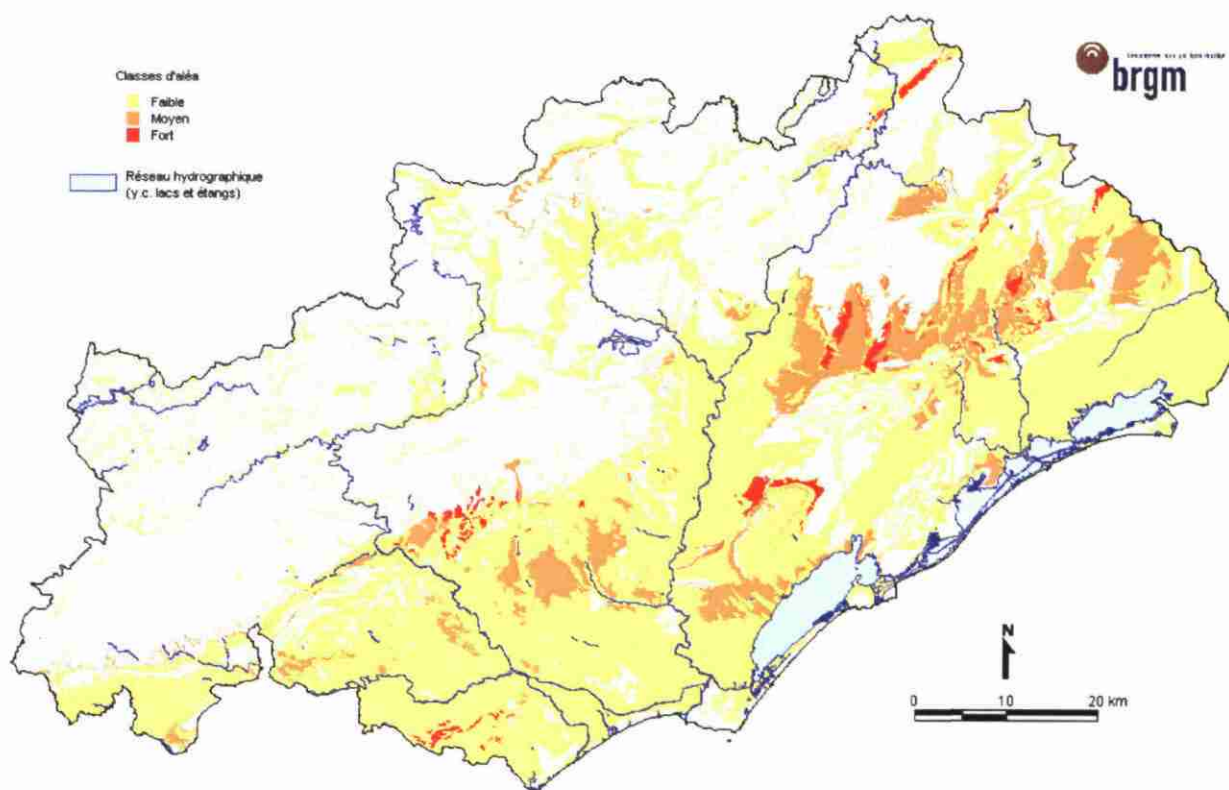 Classes d'aléa
Faible
Moyen
Fort
Réseau hydrographique
(y.c. lacs et étangs)
brgm
N
0 10 20 km